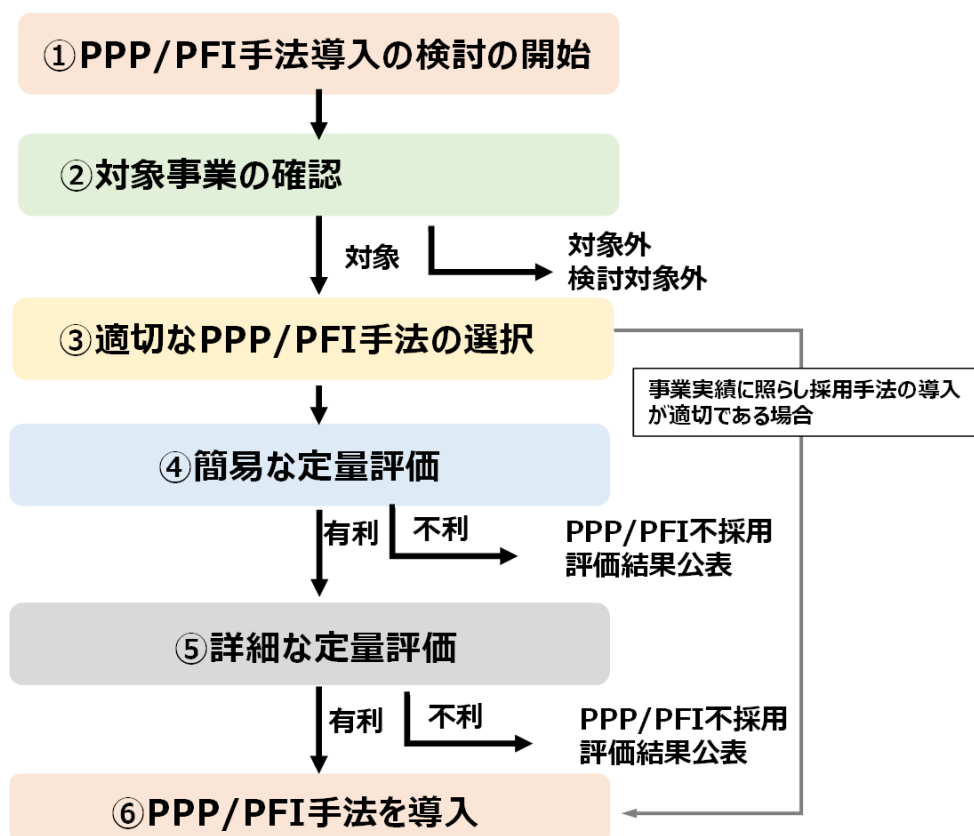 ①PPP/PFI手法導入の検討の開始
②対象事業の確認
対象
対象外
検討対象外
③適切なPPP/PFI手法の選択
事業実績に照らし採用手法の導入
が適切である場合
④簡易な定量評価
有利
不利
PPP/PFI不採用
評価結果公表
⑤詳細な定量評価
有利
不利
PPP/PFI不採用
評価結果公表
⑥PPP/PFI手法を導入